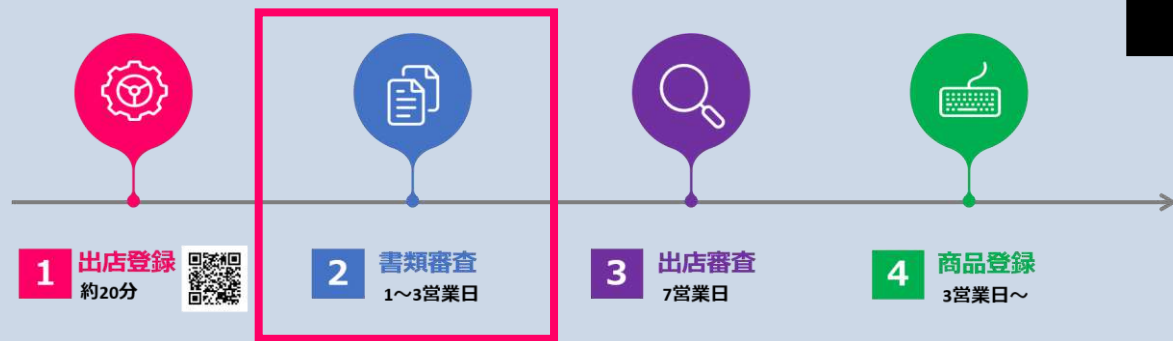 1 出店登録
約20分
2 書類審査
1～3営業日
3 出店審査
7営業日
4 商品登録
3営業日～